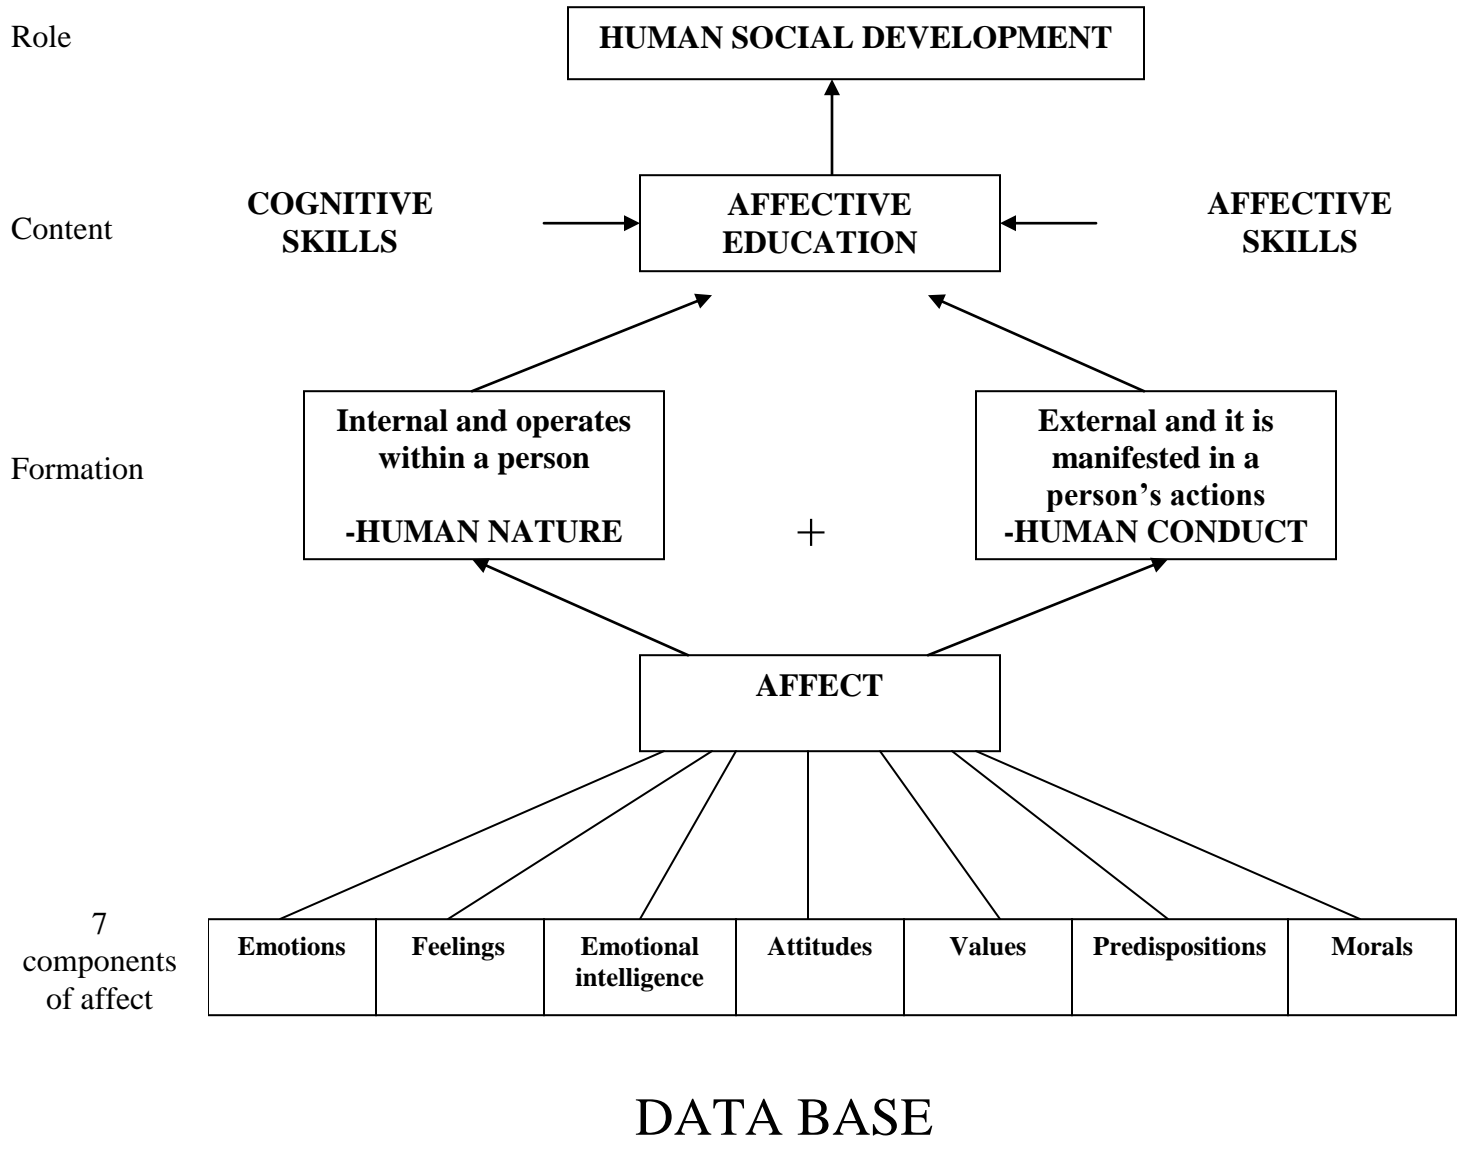 Role
HUMAN SOCIAL DEVELOPMENT
Content
COGNITIVE
SKILLS
AFFECTIVE
EDUCATION
AFFECTIVE
SKILLS
Formation
Internal and operates
within a person
-HUMAN NATURE
+
External and it is
manifested in a
person’s actions
-HUMAN CONDUCT
AFFECT
7
components
of affect
Emotions
Feelings
Emotional
intelligence
Attitudes
Values
Predispositions
Morals
DATA BASE